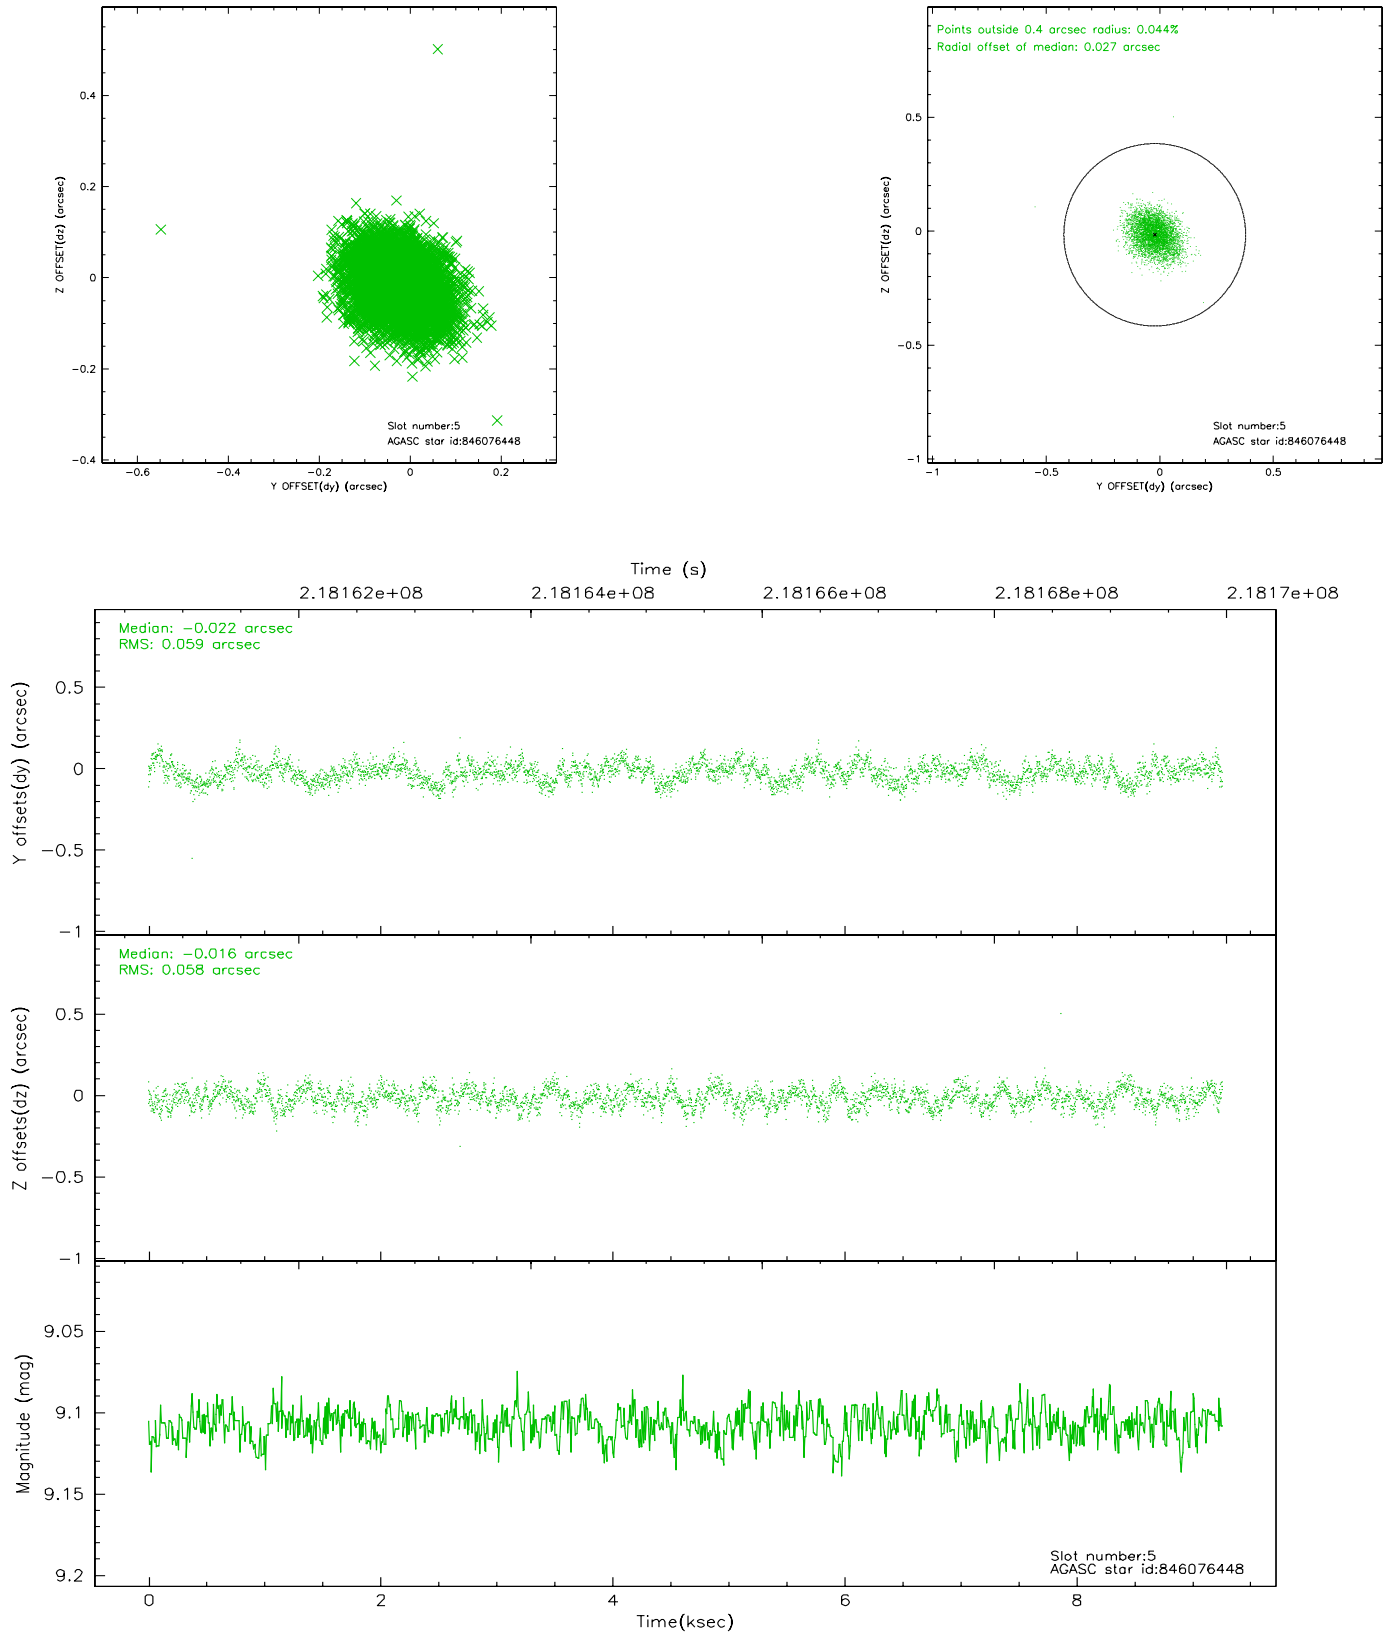 0.4
0.2
0
−0.2
−0.4
Z OFFSET(dz) (arcsec)
Slot number:5
AGASC star id:846076448
−0.6
−0.4
−0.2
0
0.2
Y OFFSET(dy) (arcsec)
Points outside 0.4 arcsec radius: 0.044%
Radial offset of median: 0.027 arcsec
0.5
0
−0.5
−1
Z OFFSET(dz) (arcsec)
Slot number:5
AGASC star id:846076448
−1
−0.5
0
0.5
Y OFFSET(dy) (arcsec)
Time (s)
2.18162e+08
2.18164e+08
2.18166e+08
2.18168e+08
2.1817e+08
Median: −0.022 arcsec
RMS: 0.059 arcsec
0.5
0
−0.5
−1
Y offsets(dy) (arcsec)
Median: −0.016 arcsec
RMS: 0.058 arcsec
0.5
0
−0.5
−1
Z offsets(dz) (arcsec)
9.05
9.1
9.15
9.2
Magnitude (mag)
Slot number:5
AGASC star id:846076448
0
2
4
6
8
Time(ksec)